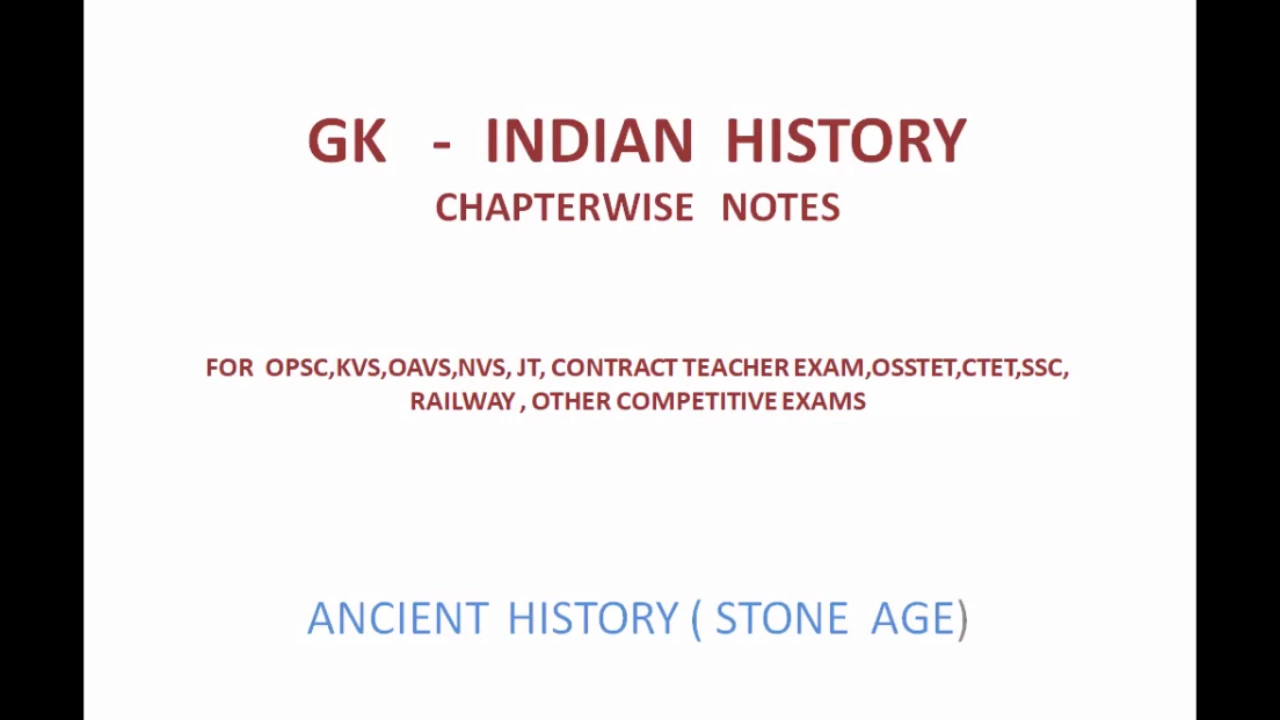 GK - INDIAN HISTORY
CHAPTERWISE NOTES
FOR OPSC,KVS,OAVS,NVS, JT, CONTRACT TEACHER EXAM,OSSTET,CTET,SSC,
RAILWAY , OTHER COMPETITIVE EXAMS
ANCIENT HISTORY ( STONE AGE)